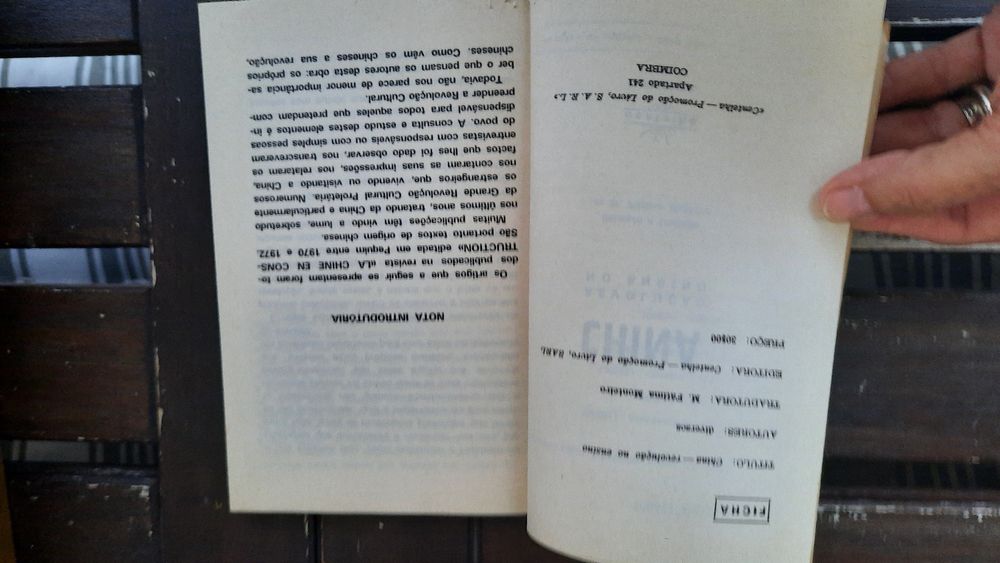 FICHA
TITULO: China — revolução no ensino
AUTORES: diversos
TRADUTORA: M. Fátima Monteiro
EDITORA: Centelha — Promoção do Livro, SARL
PREÇO: 30$00
«Centelha — Promoção do Livro, S. A. R. L.»
Apartado 241
COIMBRA
NOTA INTRODUTÓRIA
Os artigos que a seguir se apresentam foram to-
dos publicados na revista «LA CHINE EN CONS-
TRUCTION» editada em Pequim entre 1970 e 1972.
São portanto textos de origem chinesa.
Muitas publicações têm vindo a lume, sobretudo
nos últimos anos, tratando da China e particularmente
da Grande Revolução Cultural Proletária. Numerosos
os estrangeiros que, vivendo ou visitando a China,
nos contaram as suas impressões, nos relataram os
factos que lhes foi dado observar, nos transcreveram
entrevistas com responsáveis ou com simples pessoas
do povo. A consulta e estudo destes elementos é in-
dispensável para todos aqueles que pretendam com-
preender a Revolução Cultural.
Todavia, não nos parece de menor importância sa-
ber o que pensam os autores desta obra: os próprios
chineses. Como vêm os chineses a sua revolução,
CHINA
REVOLUÇÃO
NO ENSINO